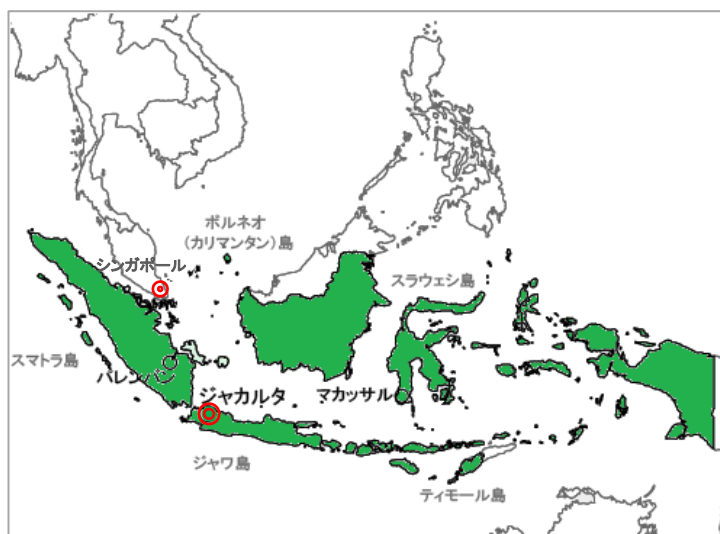 ボルネオ
(カリマンタン)島
シンガポール
スラウェシ島
スマトラ島
パレンバン
ジャカルタ
マカッサル
ジャワ島
ティモール島